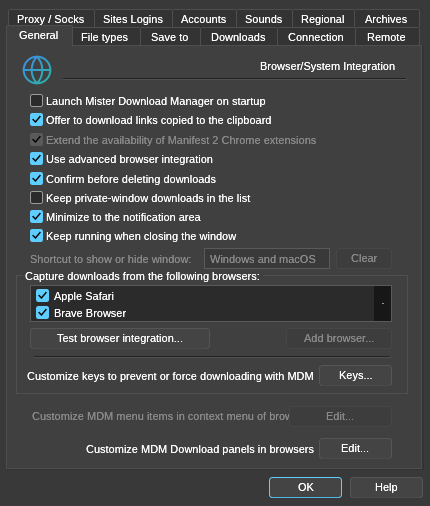 Proxy / Socks Sites Logins Accounts Sounds Regional Archives
General File types Save to Downloads Connection Remote
Browser/System Integration
Launch Mister Download Manager on startup
Offer to download links copied to the clipboard
Extend the availability of Manifest 2 Chrome extensions
Use advanced browser integration
Confirm before deleting downloads
Keep private-window downloads in the list
Minimize to the notification area
Keep running when closing the window
Shortcut to show or hide window: Windows and macOS Clear
Capture downloads from the following browsers:
Apple Safari
Brave Browser
Test browser integration... Add browser...
Customize keys to prevent or force downloading with MDM Keys...
Customize MDM menu items in context menu of brow Edit...
Customize MDM Download panels in browsers Edit...
OK Help